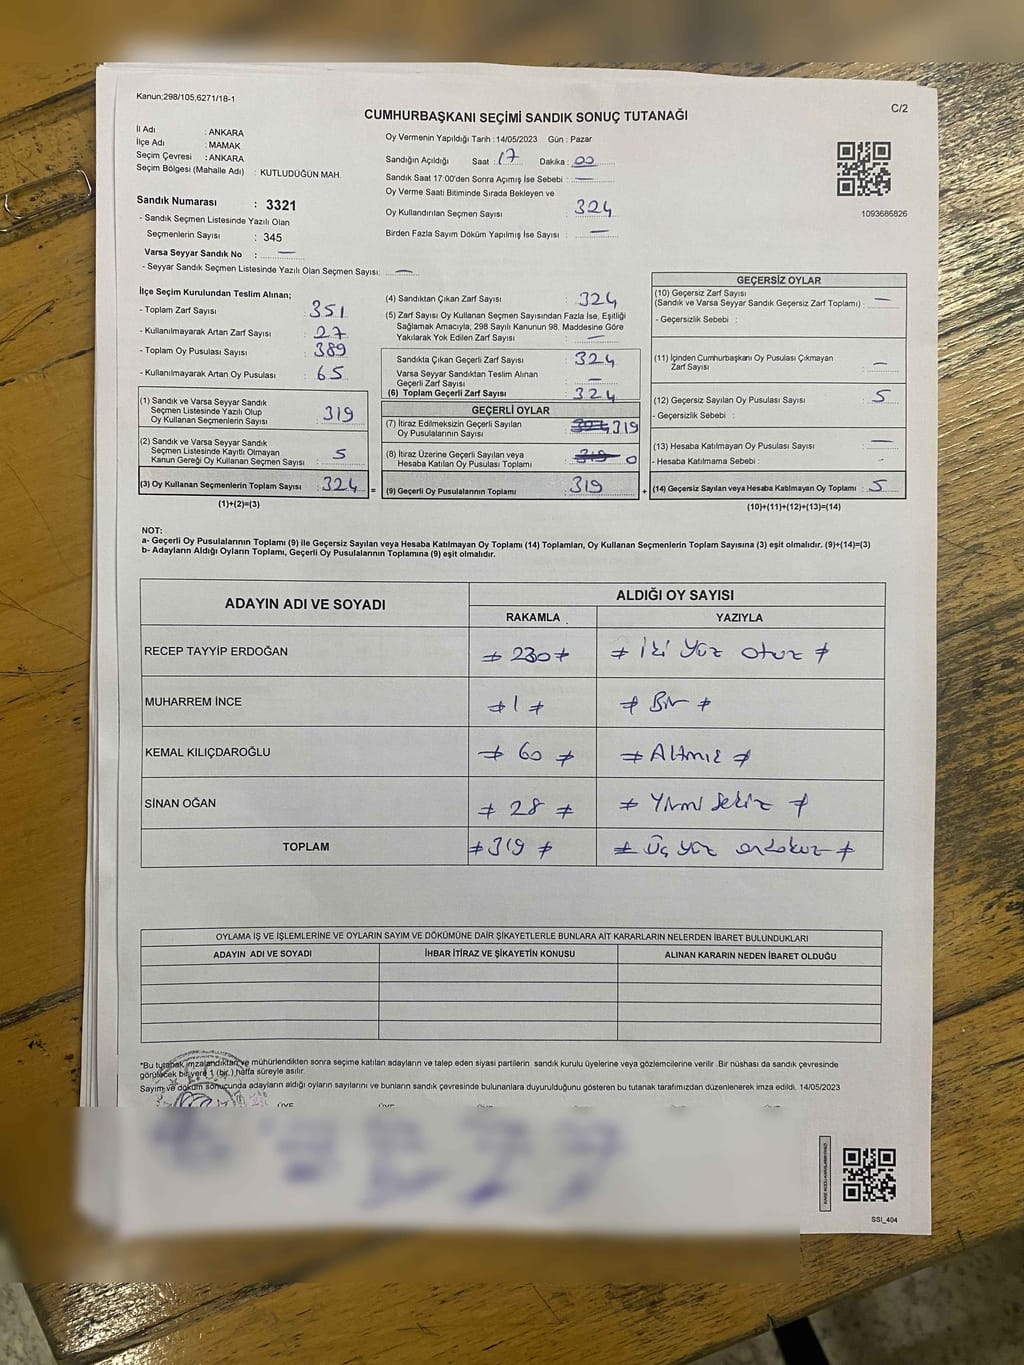 Kanun;298/105;6271/18-1
C/2
CUMHURBAŞKANI SEÇİMİ SANDIK SONUÇ TUTANAĞI
İl Adı : ANKARA
İlçe Adı : MAMAK
Seçim Çevresi : ANKARA
Seçim Bölgesi (Mahalle Adı) : KUTLUDÜĞÜN MAH.
Sandık Numarası : 3321
- Sandık Seçmen Listesinde Yazılı Olan
Seçmenlerin Sayısı : 345
Varsa Seyyar Sandık No : —
- Seyyar Sandık Seçmen Listesinde Yazılı Olan Seçmen Sayısı: —
Oy Vermenin Yapıldığı Tarih : 14/05/2023 Gün : Pazar
Sandığın Açıldığı Saat : 17 Dakika : 00
Sandık Saat 17:00'den Sonra Açımış İse Sebebi : —
Oy Verme Saati Bitiminde Sırada Bekleyen ve
Oy Kullandırılan Seçmen Sayısı : 324
Birden Fazla Sayım Döküm Yapılmış İse Sayısı : —
1093686826
İlçe Seçim Kurulundan Teslim Alınan;
- Toplam Zarf Sayısı : 351
- Kullanılmayarak Artan Zarf Sayısı : 27
- Toplam Oy Pusulası Sayısı : 389
- Kullanılmayarak Artan Oy Pusulası : 65
(1) Sandık ve Varsa Seyyar Sandık
Seçmen Listesinde Yazılı Olup
Oy Kullanan Seçmenlerin Sayısı : 319
(2) Sandık ve Varsa Seyyar Sandık
Seçmen Listesinde Kayıtlı Olmayan
Kanun Gereği Oy Kullanan Seçmen Sayısı : 5
(3) Oy Kullanan Seçmenlerin Toplam Sayısı : 324 =
(1)+(2)=(3)
(4) Sandıktan Çıkan Zarf Sayısı : 324
(5) Zarf Sayısı Oy Kullanan Seçmen Sayısından Fazla İse, Eşitliği
Sağlamak Amacıyla; 298 Sayılı Kanunun 98. Maddesine Göre
Yakılarak Yok Edilen Zarf Sayısı : —
Sandıkta Çıkan Geçerli Zarf Sayısı : 324
Varsa Seyyar Sandıktan Teslim Alınan
Geçerli Zarf Sayısı : —
(6) Toplam Geçerli Zarf Sayısı : 324
GEÇERLİ OYLAR
(7) İtiraz Edilmeksizin Geçerli Sayılan
Oy Pusulalarının Sayısı : 324 319
(8) İtiraz Üzerine Geçerli Sayılan veya
Hesaba Katılan Oy Pusulası Toplamı : 319 0
(9) Geçerli Oy Pusulalarının Toplamı : 319 +
GEÇERSİZ OYLAR
(10) Geçersiz Zarf Sayısı
(Sandık ve Varsa Seyyar Sandık Geçersiz Zarf Toplamı) : —
- Geçersizlik Sebebi :
(11) İçinden Cumhurbaşkanı Oy Pusulası Çıkmayan
Zarf Sayısı : —
(12) Geçersiz Sayılan Oy Pusulası Sayısı : 5
- Geçersizlik Sebebi :
(13) Hesaba Katılmayan Oy Pusulası Sayısı : —
- Hesaba Katılmama Sebebi : -
(14) Geçersiz Sayılan veya Hesaba Katılmayan Oy Toplamı : 5
(10)+(11)+(12)+(13)=(14)
NOT:
a- Geçerli Oy Pusulalarının Toplamı (9) ile Geçersiz Sayılan veya Hesaba Katılmayan Oy Toplamı (14) Toplamları, Oy Kullanan Seçmenlerin Toplam Sayısına (3) eşit olmalıdır. (9)+(14)=(3)
b- Adayların Aldığı Oyların Toplamı, Geçerli Oy Pusulalarının Toplamına (9) eşit olmalıdır.
ADAYIN ADI VE SOYADI
ALDIĞI OY SAYISI
RAKAMLA
YAZIYLA
RECEP TAYYİP ERDOĞAN ≠ 230 ≠ ≠ İki Yüz otuz ≠
MUHARREM İNCE ≠ 1 ≠ ≠ Bir ≠
KEMAL KILIÇDAROĞLU ≠ 60 ≠ ≠ Altmış ≠
SİNAN OĞAN ≠ 28 ≠ ≠ Yirmi Sekiz ≠
TOPLAM ≠ 319 ≠ ≠ Üç yüz ondokuz ≠
OYLAMA İŞ VE İŞLEMLERİNE VE OYLARIN SAYIM VE DÖKÜMÜNE DAİR ŞİKAYETLERLE BUNLARA AİT KARARLARIN NELERDEN İBARET BULUNDUKLARI
ADAYIN ADI VE SOYADI İHBAR İTİRAZ VE ŞİKAYETİN KONUSU ALINAN KARARIN NEDEN İBARET OLDUĞU
*Bu tutanak imzalandıktan ve mühürlendikten sonra seçime katılan adayların ve talep eden siyasi partilerin sandık kurulu üyelerine veya gözlemcilerine verilir. Bir nüshası da sandık çevresinde
görülecek bir yere 1 (bir ) hafta süreyle asılır.
Sayım ve döküm sonucunda adayların aldığı oyların sayılarını ve bunların sandık çevresinde bulunanlara duyurulduğunu gösteren bu tutanak tarafımızdan düzenlenerek imza edildi. 14/05/2023
ÜYE
SSI_404